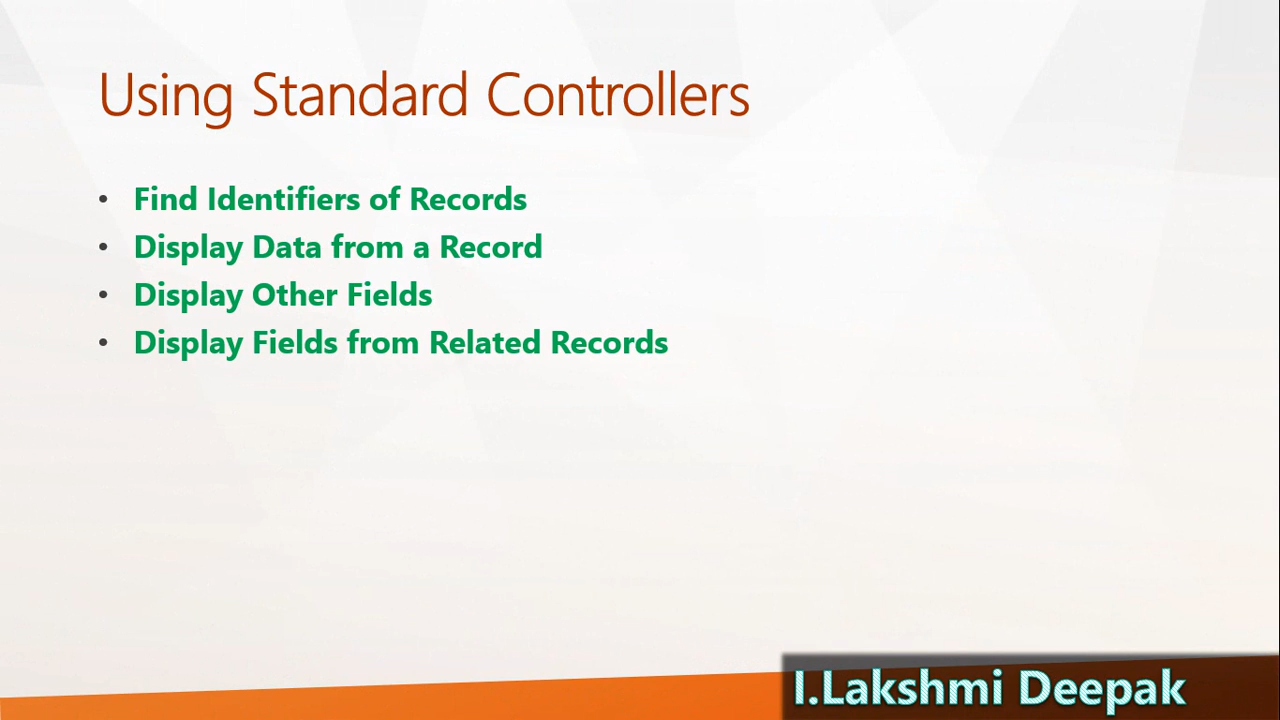 Using Standard Controllers
• Find Identifiers of Records
• Display Data from a Record
• Display Other Fields
• Display Fields from Related Records
I.Lakshmi Deepak